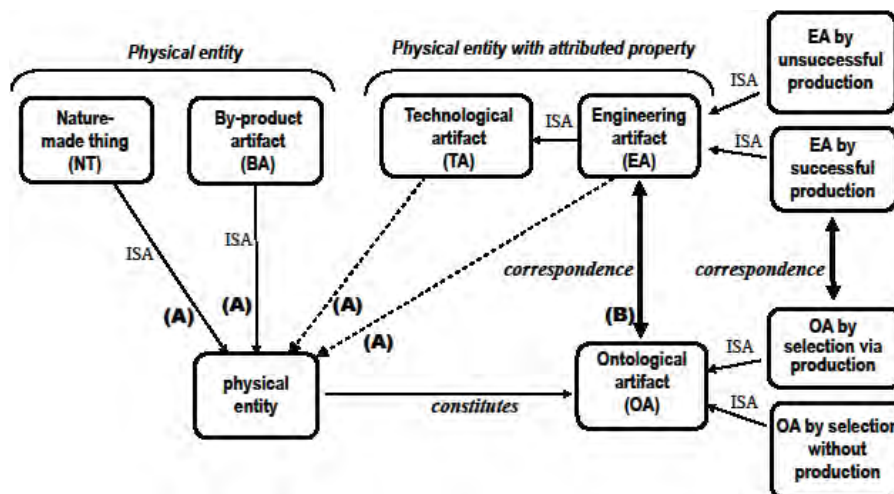 Physical entity
Physical entity with attributed property
EA by
unsuccessful
production
Nature-
made thing
(NT)
By-product
artifact
(BA)
Technological
artifact
(TA)
ISA
Engineering
artifact
(EA)
ISA
ISA
EA by
successful
production
ISA
ISA
correspondence
correspondence
(A)
(A)
(A)
(A)
(B)
physical
entity
constitutes
Ontological
artifact
(OA)
ISA
OA by
selection via
production
ISA
OA by selection
without
production